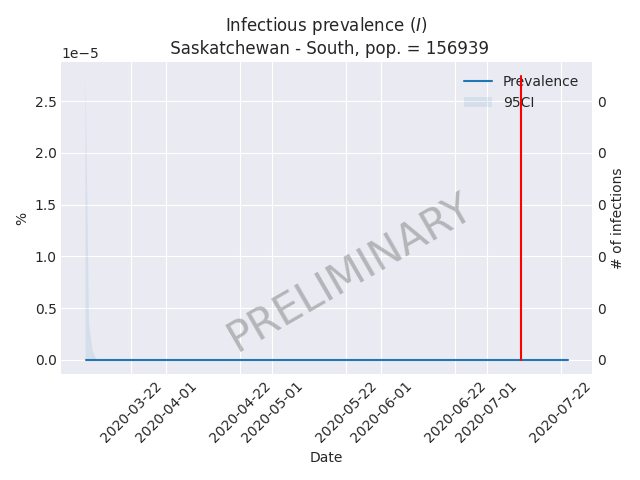 Infectious prevalence (I)
Saskatchewan - South, pop. = 156939
1e−5
Prevalence
95CI
2.5
2.0
1.5
1.0
0.5
0.0
%
0
0
0
0
0
0
# of infections
PRELIMINARY
2020-03-22
2020-04-01
2020-04-22
2020-05-01
2020-05-22
2020-06-01
2020-06-22
2020-07-01
2020-07-22
Date